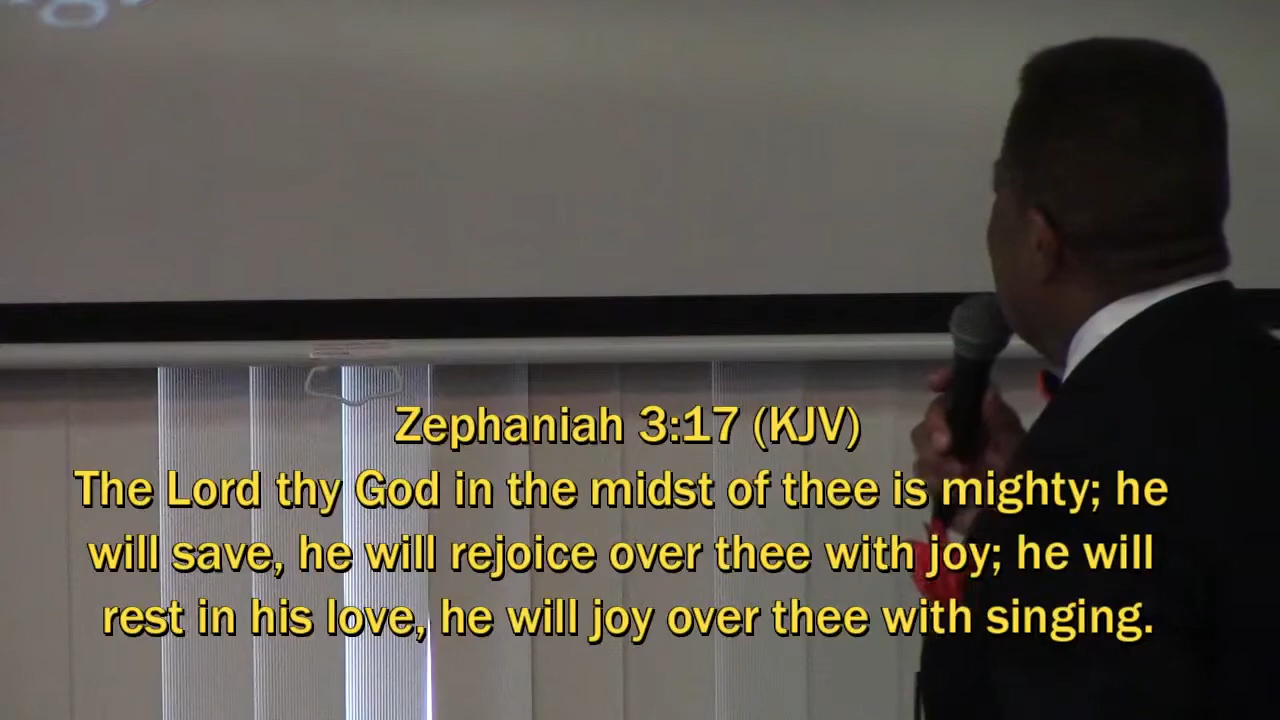 Zephaniah 3:17 (KJV)
The Lord thy God in the midst of thee is mighty; he
will save, he will rejoice over thee with joy; he will
rest in his love, he will joy over thee with singing.